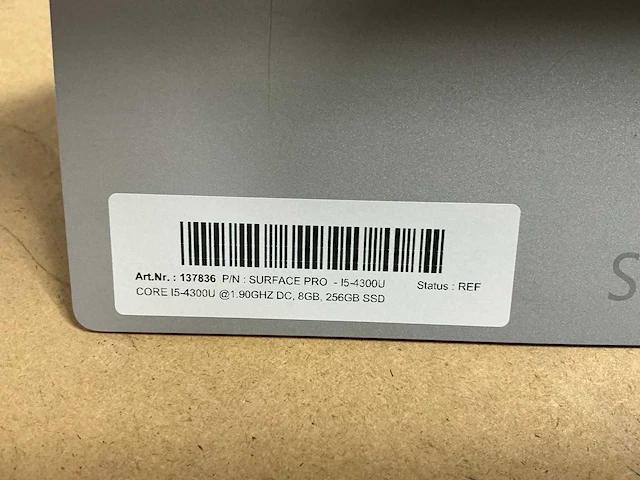 Art.Nr. : 137836 P/N : SURFACE PRO - I5-4300U Status : REF
CORE I5-4300U @1.90GHZ DC, 8GB, 256GB SSD
S